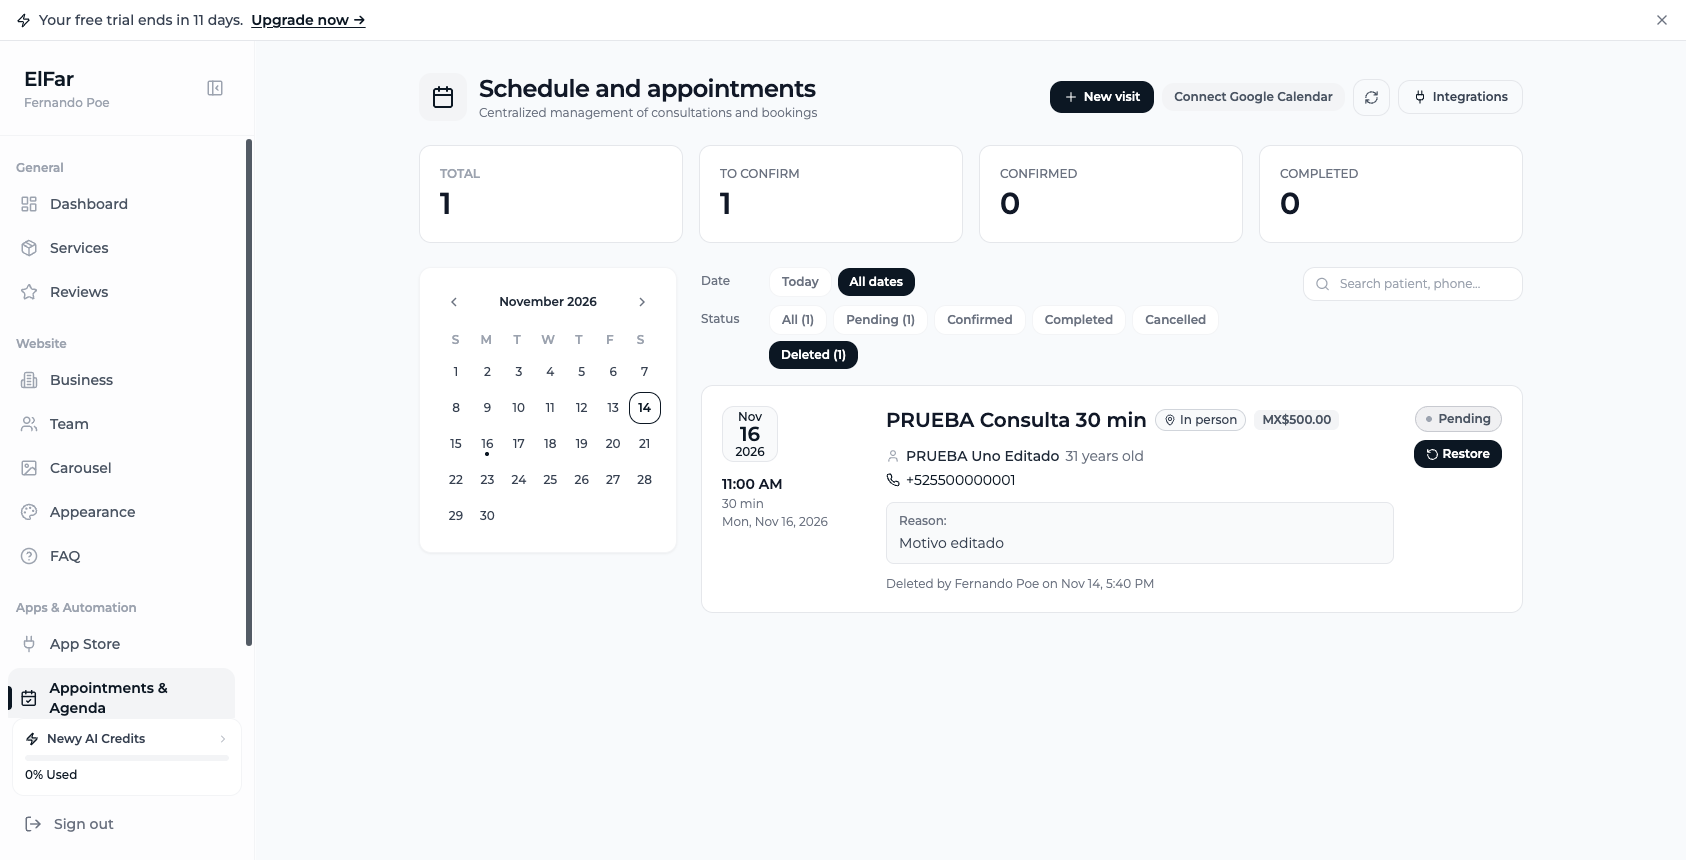 Your free trial ends in 11 days. Upgrade now →
ElFar
Fernando Poe
General
Dashboard
Services
Reviews
Website
Business
Team
Carousel
Appearance
FAQ
Apps & Automation
App Store
Appointments &
Agenda
Newy AI Credits
0% Used
Sign out
Schedule and appointments
Centralized management of consultations and bookings
New visit
Connect Google Calendar
Integrations
TOTAL
1
TO CONFIRM
1
CONFIRMED
0
COMPLETED
0
November 2026
S M T W T F S
1 2 3 4 5 6 7
8 9 10 11 12 13 14
15 16 17 18 19 20 21
22 23 24 25 26 27 28
29 30
Date Today All dates
Search patient, phone...
Status All (1) Pending (1) Confirmed Completed Cancelled
Deleted (1)
Nov
16
2026
11:00 AM
30 min
Mon, Nov 16, 2026
PRUEBA Consulta 30 min In person MX$500.00
PRUEBA Uno Editado 31 years old
+525500000001
Reason:
Motivo editado
Deleted by Fernando Poe on Nov 14, 5:40 PM
Pending
Restore